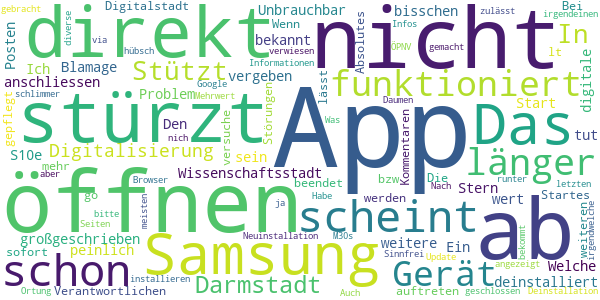 gebracht diverse Digitalstadt Unbrauchbar bisschen Bei irgendeinen
hübsch via Wenn Infos zulässt
direkt nicht
Posten Blamage bekannt Absolutes verwiesen ÖPNV gemacht In lt
Ich Stützt vergeben Informationen
anschliessen funktioniert digitale
schlimmer Problem Google lässt Daumen Start
gepflegt Den Mehrwert Störungen Was
stürzt App Das tut
S10e Digitalisierung versuche sein Kommentaren
mehr Wissenschaftsstadt beendet bzw Die länger
öffnen aber go Browser nich Nach runter letzten
bitte ja Habe werden Stern wert Startes
Seiten scheint ab weiteren irgendwelche
großgeschrieben meisten Neuinstallation M30s weitere Ein bekommt
sofort peinlich Samsung Sinnfrei Update Welche
schon installieren Darmstadt Gerät angezeigt deinstalliert
Ortung Verantwortlichen Auch auftreten geschlossen Deinstallation